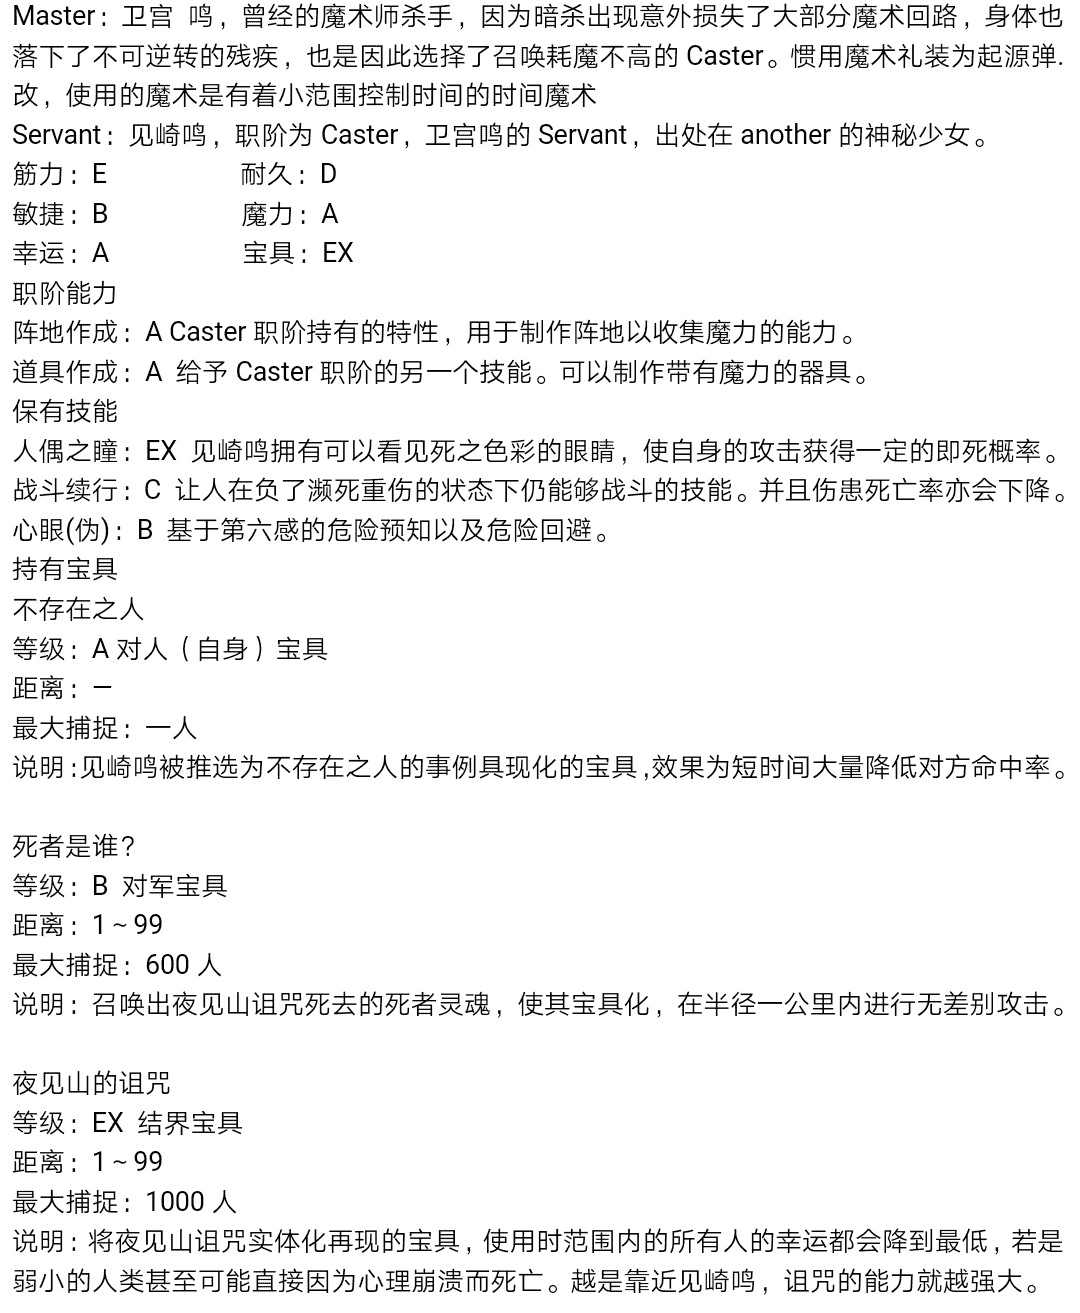 Master：卫宫 鸣，曾经的魔术师杀手，因为暗杀出现意外损失了大部分魔术回路，身体也
落下了不可逆转的残疾，也是因此选择了召唤耗魔不高的 Caster。惯用魔术礼装为起源弹.
改，使用的魔术是有着小范围控制时间的时间魔术
Servant：见崎鸣，职阶为 Caster，卫宫鸣的 Servant，出处在 another 的神秘少女。
筋力：E 耐久：D
敏捷：B 魔力：A
幸运：A 宝具：EX
职阶能力
阵地作成：A Caster 职阶持有的特性，用于制作阵地以收集魔力的能力。
道具作成：A 给予 Caster 职阶的另一个技能。可以制作带有魔力的器具。
保有技能
人偶之瞳：EX 见崎鸣拥有可以看见死之色彩的眼睛，使自身的攻击获得一定的即死概率。
战斗续行：C 让人在负了濒死重伤的状态下仍能够战斗的技能。并且伤患死亡率亦会下降。
心眼(伪)：B 基于第六感的危险预知以及危险回避。
持有宝具
不存在之人
等级：A 对人（自身）宝具
距离：—
最大捕捉：一人
说明:见崎鸣被推选为不存在之人的事例具现化的宝具,效果为短时间大量降低对方命中率。
死者是谁?
等级：B 对军宝具
距离：1～99
最大捕捉：600 人
说明：召唤出夜见山诅咒死去的死者灵魂，使其宝具化，在半径一公里内进行无差别攻击。
夜见山的诅咒
等级：EX 结界宝具
距离：1～99
最大捕捉：1000 人
说明：将夜见山诅咒实体化再现的宝具，使用时范围内的所有人的幸运都会降到最低，若是
弱小的人类甚至可能直接因为心理崩溃而死亡。越是靠近见崎鸣，诅咒的能力就越强大。